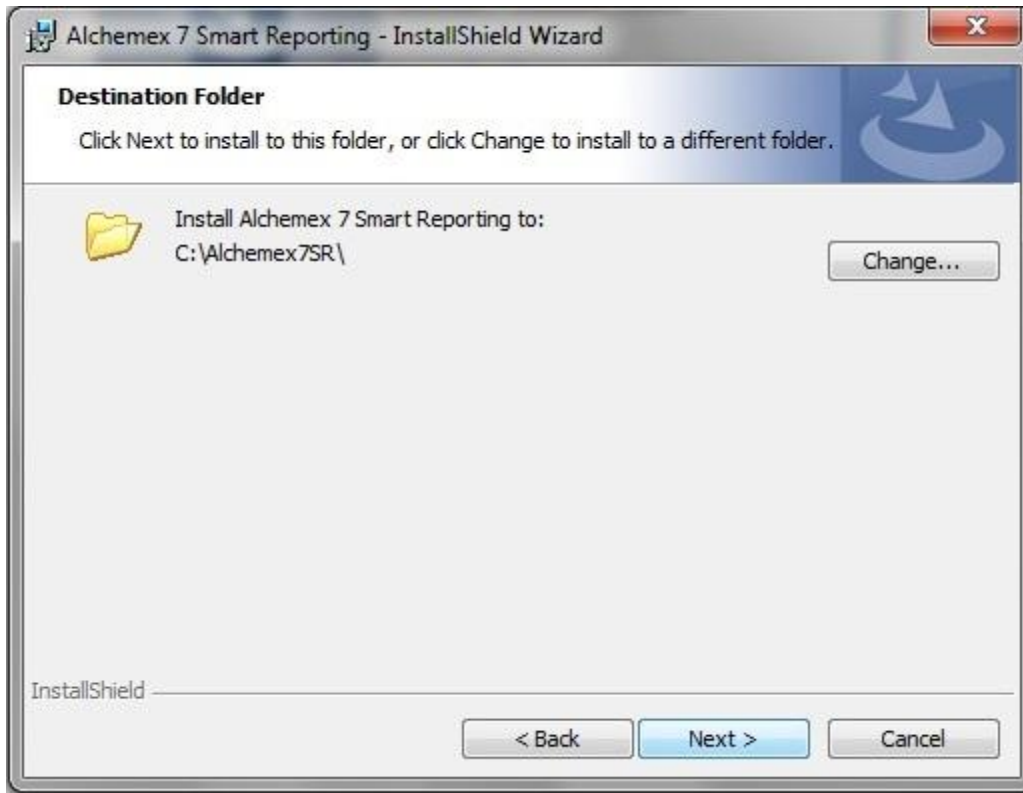 Alchemex 7 Smart Reporting - InstallShield Wizard
Destination Folder
Click Next to install to this folder, or click Change to install to a different folder.
Install Alchemex 7 Smart Reporting to:
C:\Alchemex7SR\
Change...
InstallShield
< Back
Next >
Cancel